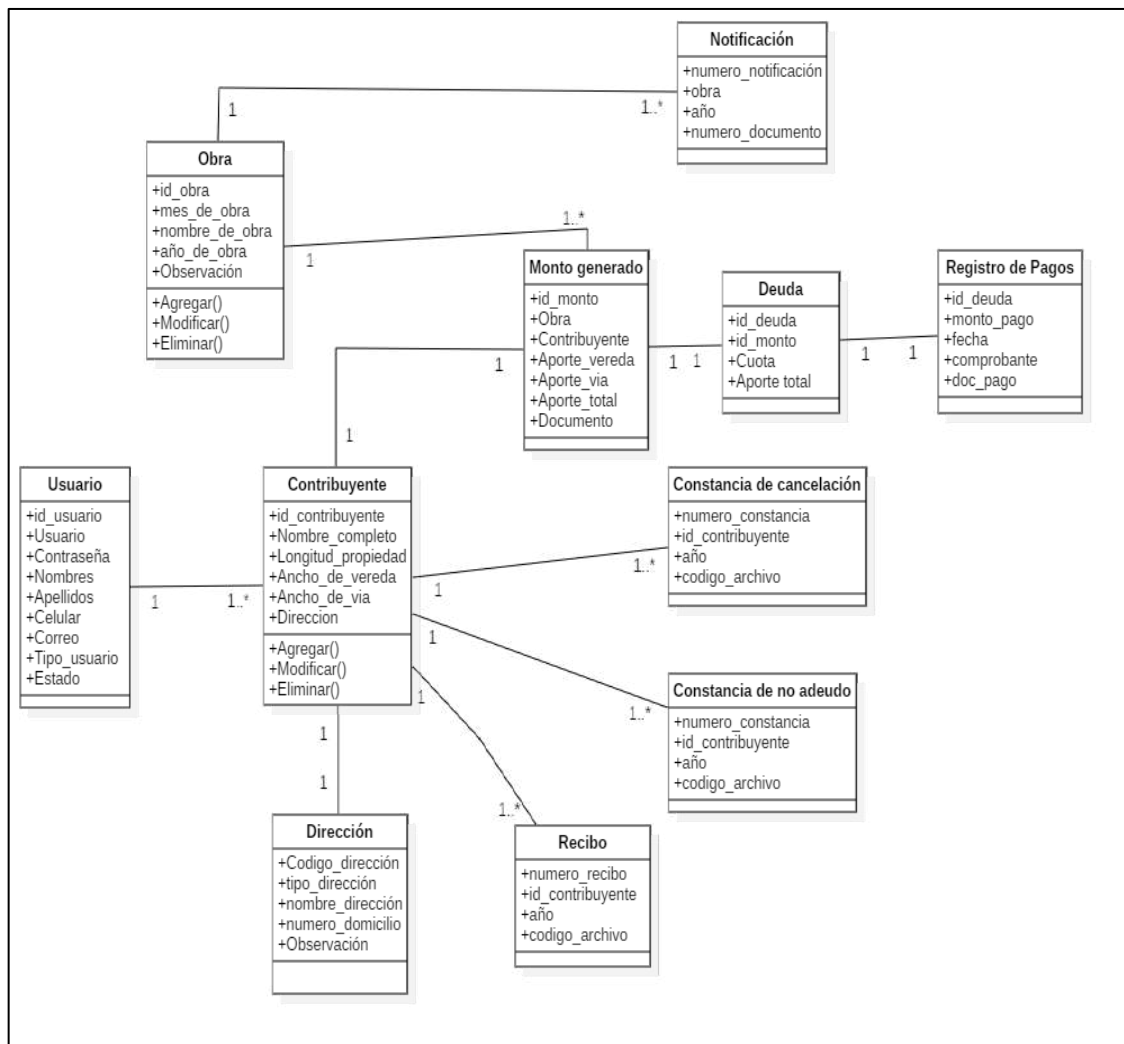 Notificación
+numero_notificación
+obra
+año
+numero_documento
1
1..*
Obra
+id_obra
+mes_de_obra
+nombre_de_obra
+año_de_obra
+Observación
+Agregar()
+Modificar()
+Eliminar()
1
1..*
Monto generado
+id_monto
+Obra
+Contribuyente
+Aporte_vereda
+Aporte_via
+Aporte_total
+Documento
1
1
1
1
Deuda
+id_deuda
+id_monto
+Cuota
+Aporte total
1
1
Registro de Pagos
+id_deuda
+monto_pago
+fecha
+comprobante
+doc_pago
Usuario
+id_usuario
+Usuario
+Contraseña
+Nombres
+Apellidos
+Celular
+Correo
+Tipo_usuario
+Estado
1
1..*
Contribuyente
+id_contribuyente
+Nombre_completo
+Longitud_propiedad
+Ancho_de_vereda
+Ancho_de_via
+Direccion
+Agregar()
+Modificar()
+Eliminar()
1
1..*
Constancia de cancelación
+numero_constancia
+id_contribuyente
+año
+codigo_archivo
1
1..*
Constancia de no adeudo
+numero_constancia
+id_contribuyente
+año
+codigo_archivo
1
1..*
1
1
Dirección
+Codigo_dirección
+tipo_dirección
+nombre_dirección
+numero_domicilio
+Observación
Recibo
+numero_recibo
+id_contribuyente
+año
+codigo_archivo